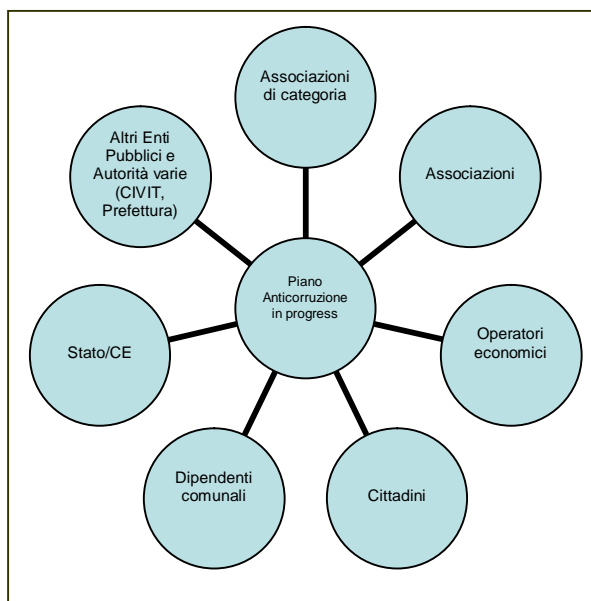 Associazioni
di categoria
Altri Enti
Pubblici e
Autorità varie
(CIVIT,
Prefettura)
Associazioni
Piano
Anticorruzione
in progress
Stato/CE
Operatori
economici
Dipendenti
comunali
Cittadini